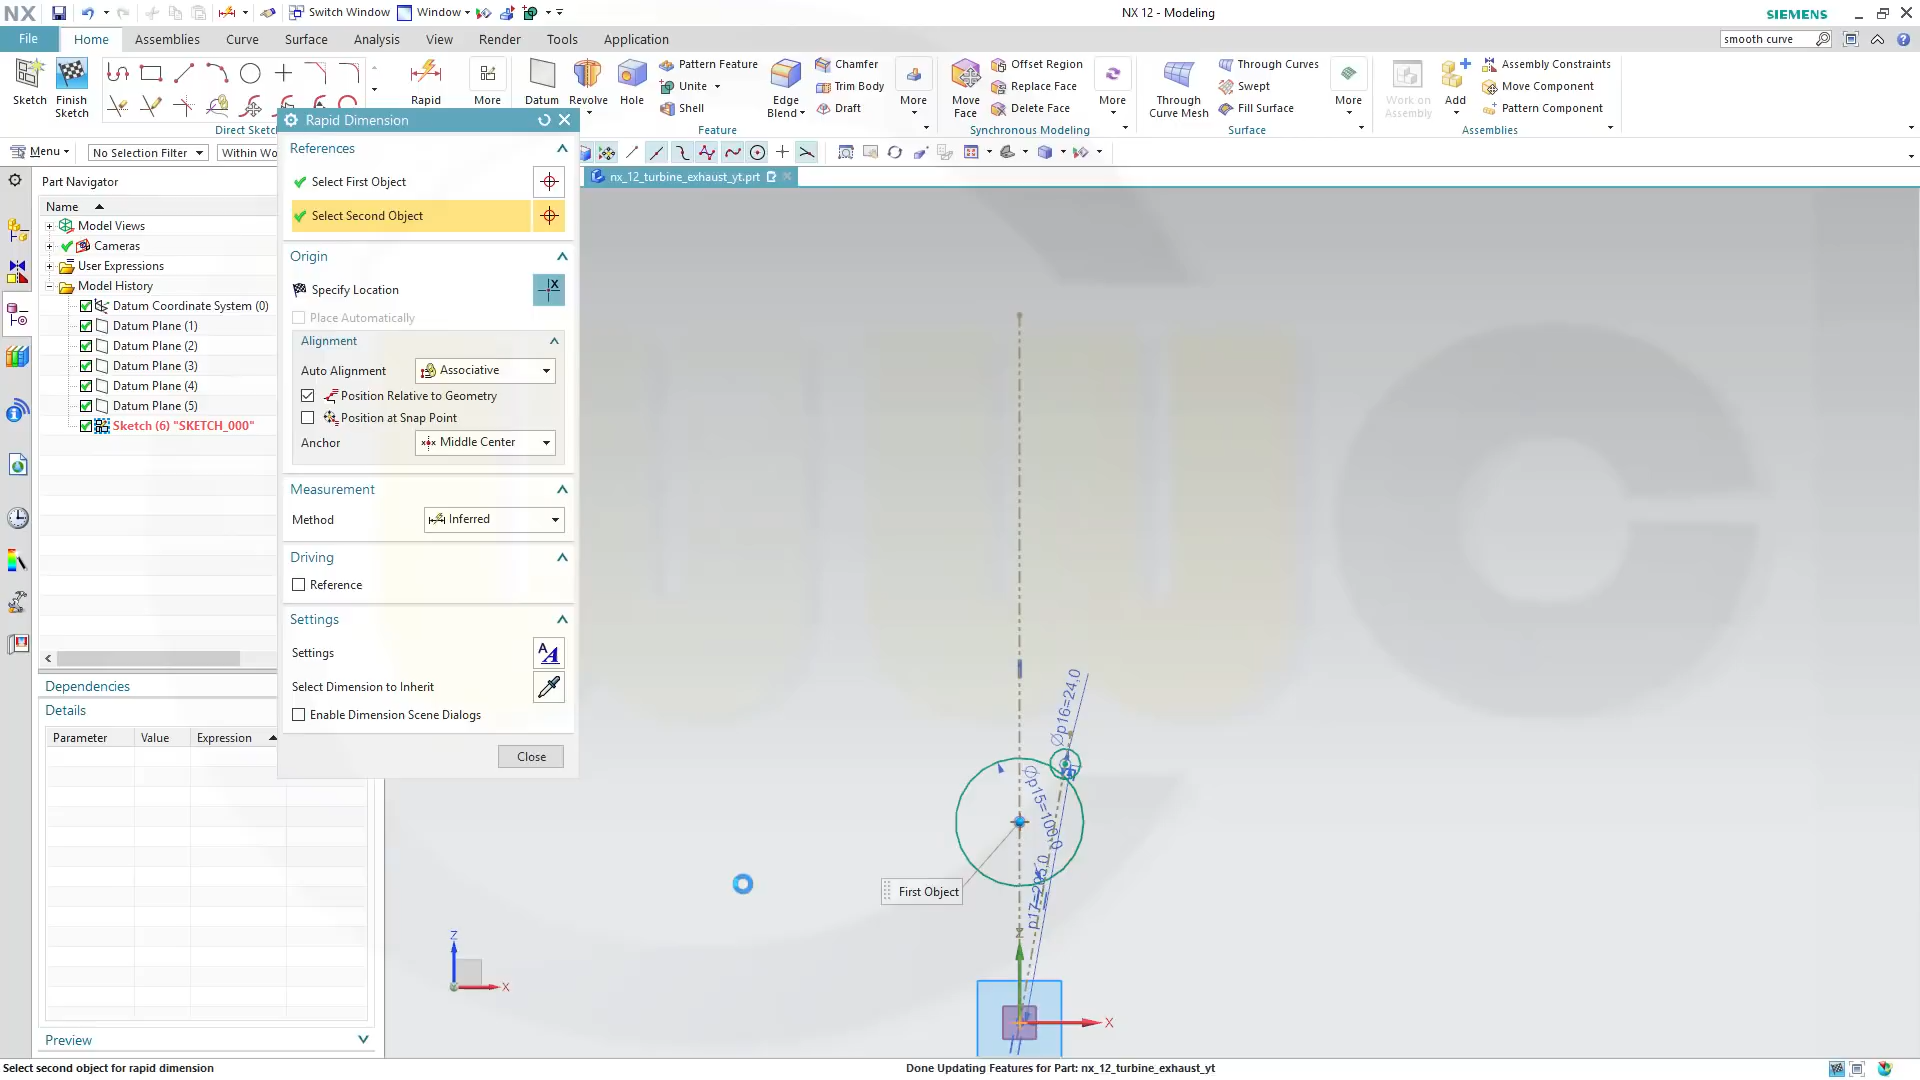 NX
Switch Window
Window
NX 12 - Modeling
SIEMENS
File
Home
Assemblies
Curve
Surface
Analysis
View
Render
Tools
Application
smooth curve
Sketch
Finish Sketch
Direct Sketc
Rapid
More
Datum
Revolve
Hole
Pattern Feature
Unite
Shell
Edge Blend
Chamfer
Trim Body
Draft
More
Feature
Move Face
Offset Region
Replace Face
Delete Face
More
Synchronous Modeling
Through Curve Mesh
Through Curves
Swept
Fill Surface
More
Surface
Work on Assembly
Add
Assembly Constraints
Move Component
Pattern Component
Assemblies
Menu
No Selection Filter
Within Wo
Part Navigator
Name
Model Views
Cameras
User Expressions
Model History
Datum Coordinate System (0)
Datum Plane (1)
Datum Plane (2)
Datum Plane (3)
Datum Plane (4)
Datum Plane (5)
Sketch (6) "SKETCH_000"
Dependencies
Details
Parameter
Value
Expression
Preview
Rapid Dimension
References
Select First Object
Select Second Object
Origin
Specify Location
Place Automatically
Alignment
Auto Alignment
Associative
Position Relative to Geometry
Position at Snap Point
Anchor
Middle Center
Measurement
Method
Inferred
Driving
Reference
Settings
Settings
Select Dimension to Inherit
Enable Dimension Scene Dialogs
Close
nx_12_turbine_exhaust_yt.prt
Øp16=24,0
Øp15=100,0
First Object
Z
X
X
Select second object for rapid dimension
Done Updating Features for Part: nx_12_turbine_exhaust_yt